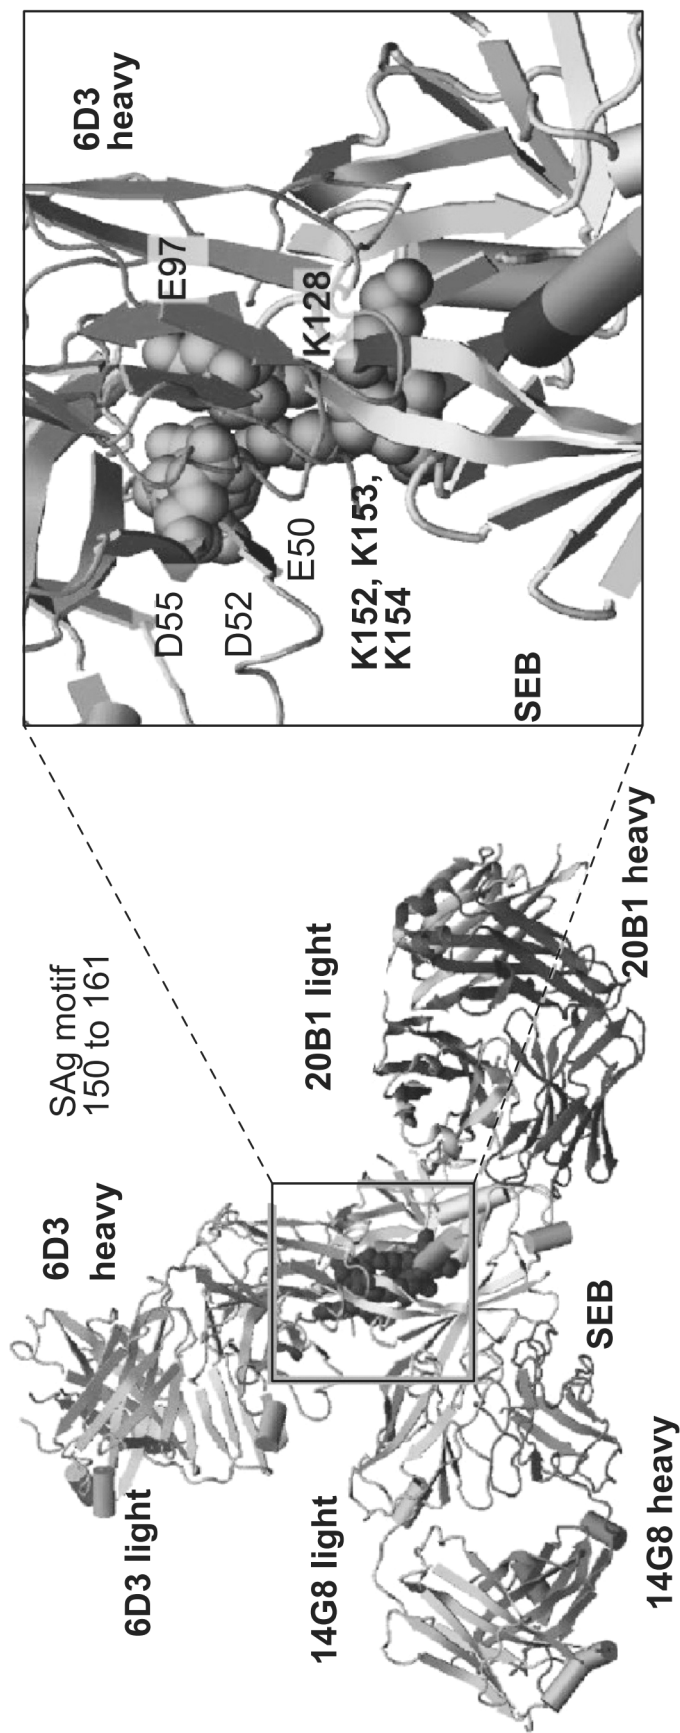 6D3 light
6D3
heavy
SAg motif
150 to 161
14G8 light
20B1 light
14G8 heavy
SEB
20B1 heavy
6D3
heavy
E97
K128
D55
D52
E50
K152, K153,
K154
SEB